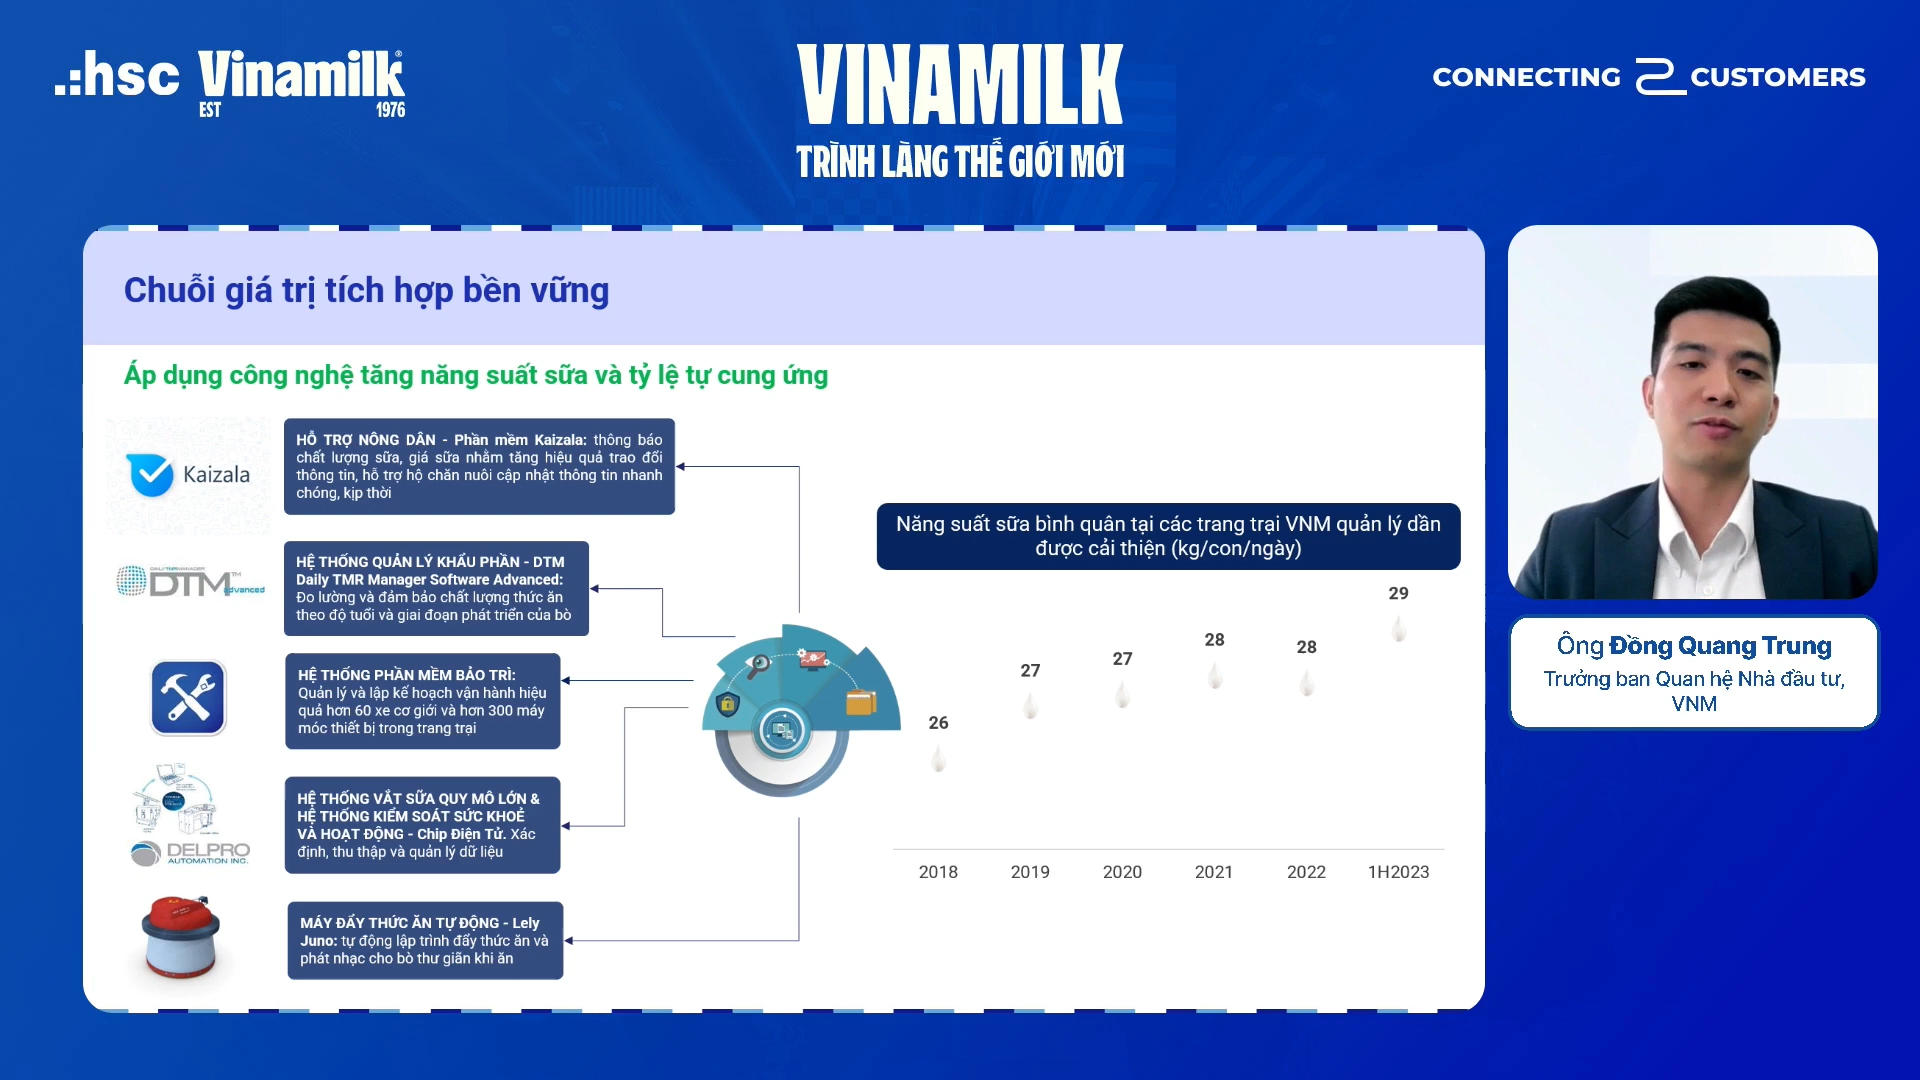 .:hsc
Vinamilk
EST 1976
VINAMILK
TRÌNH LÀNG THẾ GIỚI MỚI
CONNECTING CUSTOMERS
Chuỗi giá trị tích hợp bền vững
Áp dụng công nghệ tăng năng suất sữa và tỷ lệ tự cung ứng
Kaizala
HỖ TRỢ NÔNG DÂN - Phần mềm Kaizala: thông báo
chất lượng sữa, giá sữa nhằm tăng hiệu quả trao đổi
thông tin, hỗ trợ hộ chăn nuôi cập nhật thông tin nhanh
chóng, kịp thời
DTM™
advanced
HỆ THỐNG QUẢN LÝ KHẨU PHẦN - DTM
Daily TMR Manager Software Advanced:
Đo lường và đảm bảo chất lượng thức ăn
theo độ tuổi và giai đoạn phát triển của bò
HỆ THỐNG PHẦN MỀM BẢO TRÌ:
Quản lý và lập kế hoạch vận hành hiệu
quả hơn 60 xe cơ giới và hơn 300 máy
móc thiết bị trong trang trại
DELPRO
AUTOMATION INC.
HỆ THỐNG VẮT SỮA QUY MÔ LỚN &
HỆ THỐNG KIỂM SOÁT SỨC KHOẺ
VÀ HOẠT ĐỘNG - Chip Điện Tử. Xác
định, thu thập và quản lý dữ liệu
MÁY ĐẨY THỨC ĂN TỰ ĐỘNG - Lely
Juno: tự động lập trình đẩy thức ăn và
phát nhạc cho bò thư giãn khi ăn
Năng suất sữa bình quân tại các trang trại VNM quản lý dần
được cải thiện (kg/con/ngày)
26
27
27
28
28
29
2018
2019
2020
2021
2022
1H2023
Ông Đồng Quang Trung
Trưởng ban Quan hệ Nhà đầu tư,
VNM